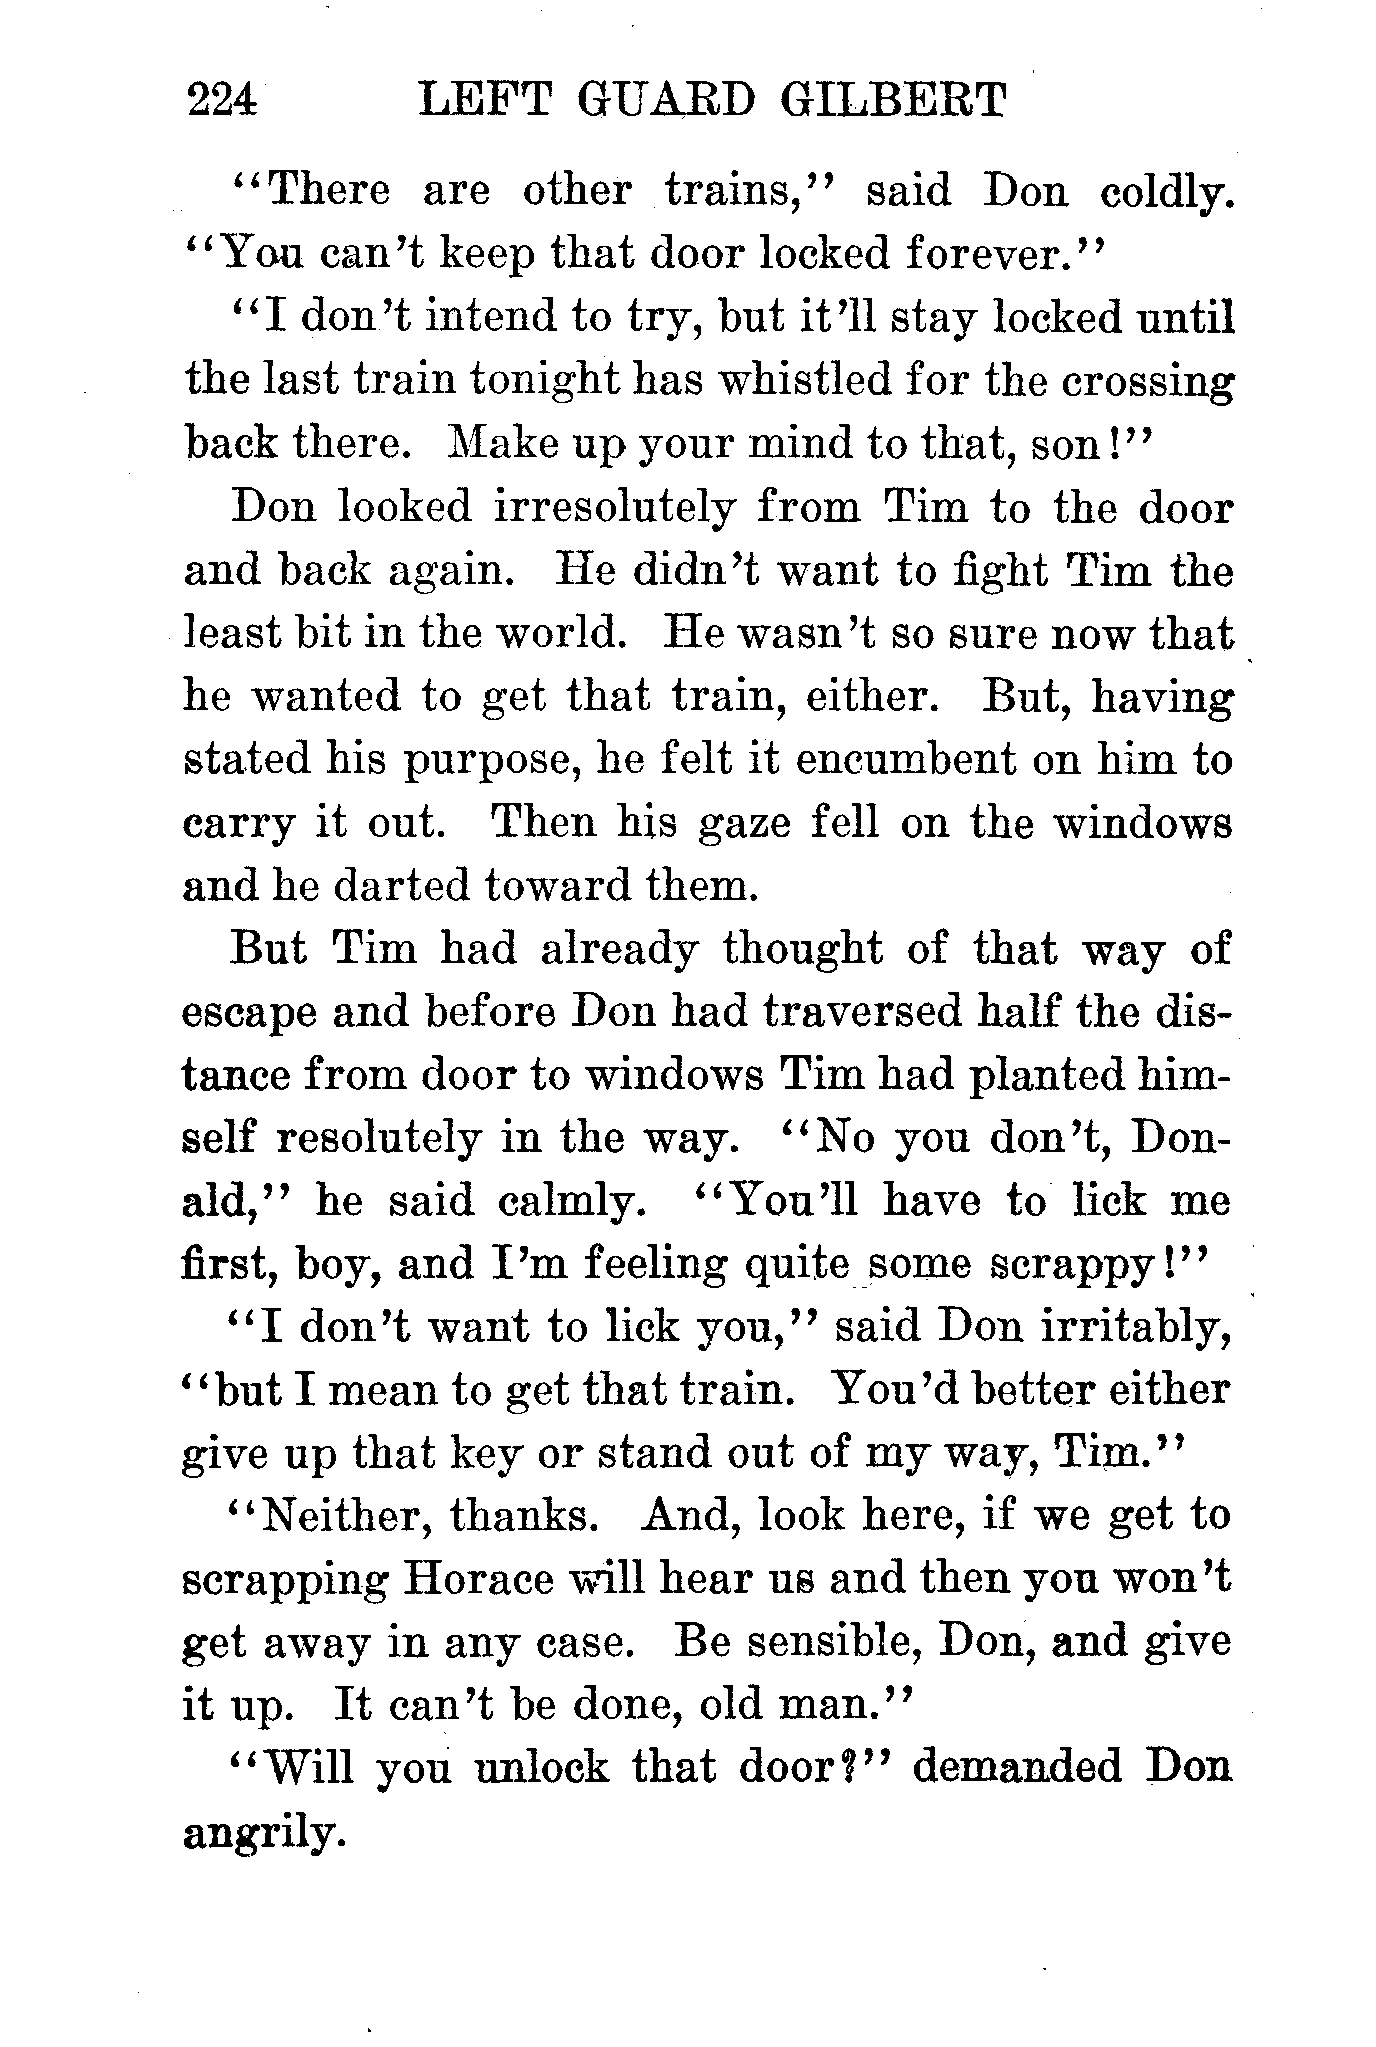 224 LEFT GUARD GILBERT
“There are other trains,” said Don coldly.
“You can’t keep that door locked forever.”
“I don’t intend to try, but it’ll stay locked until
the last train tonight has whistled for the crossing
back there. Make up your mind to that, son!”
Don looked irresolutely from Tim to the door
and back again. He didn’t want to fight Tim the
least bit in the world. He wasn’t so sure now that
he wanted to get that train, either. But, having
stated his purpose, he felt it encumbent on him to
carry it out. Then his gaze fell on the windows
and he darted toward them.
But Tim had already thought of that way of
escape and before Don had traversed half the dis-
tance from door to windows Tim had planted him-
self resolutely in the way. “No you don’t, Don-
ald,” he said calmly. “You’ll have to lick me
first, boy, and I’m feeling quite some scrappy!”
“I don’t want to lick you,” said Don irritably,
“but I mean to get that train. You’d better either
give up that key or stand out of my way, Tim.”
“Neither, thanks. And, look here, if we get to
scrapping Horace will hear us and then you won’t
get away in any case. Be sensible, Don, and give
it up. It can’t be done, old man.”
“Will you unlock that door?” demanded Don
angrily.